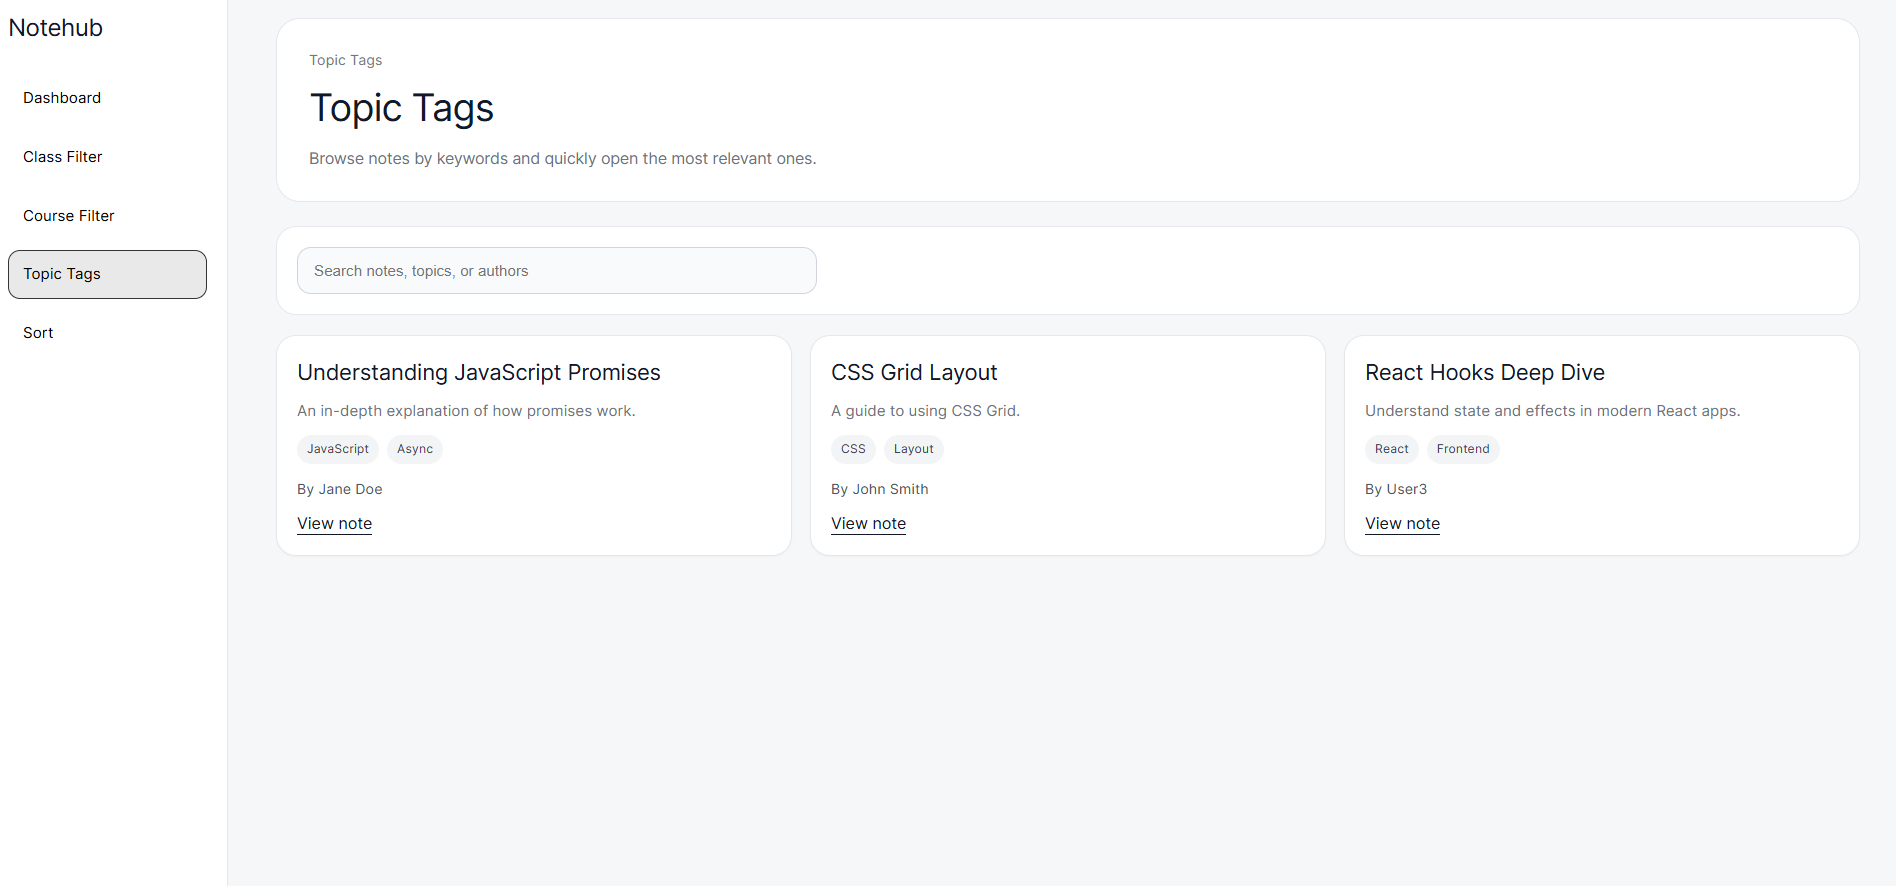 Notehub
Dashboard
Class Filter
Course Filter
Topic Tags
Sort
Topic Tags
Topic Tags
Browse notes by keywords and quickly open the most relevant ones.
Search notes, topics, or authors
Understanding JavaScript Promises
An in-depth explanation of how promises work.
JavaScript Async
By Jane Doe
View note
CSS Grid Layout
A guide to using CSS Grid.
CSS Layout
By John Smith
View note
React Hooks Deep Dive
Understand state and effects in modern React apps.
React Frontend
By User3
View note